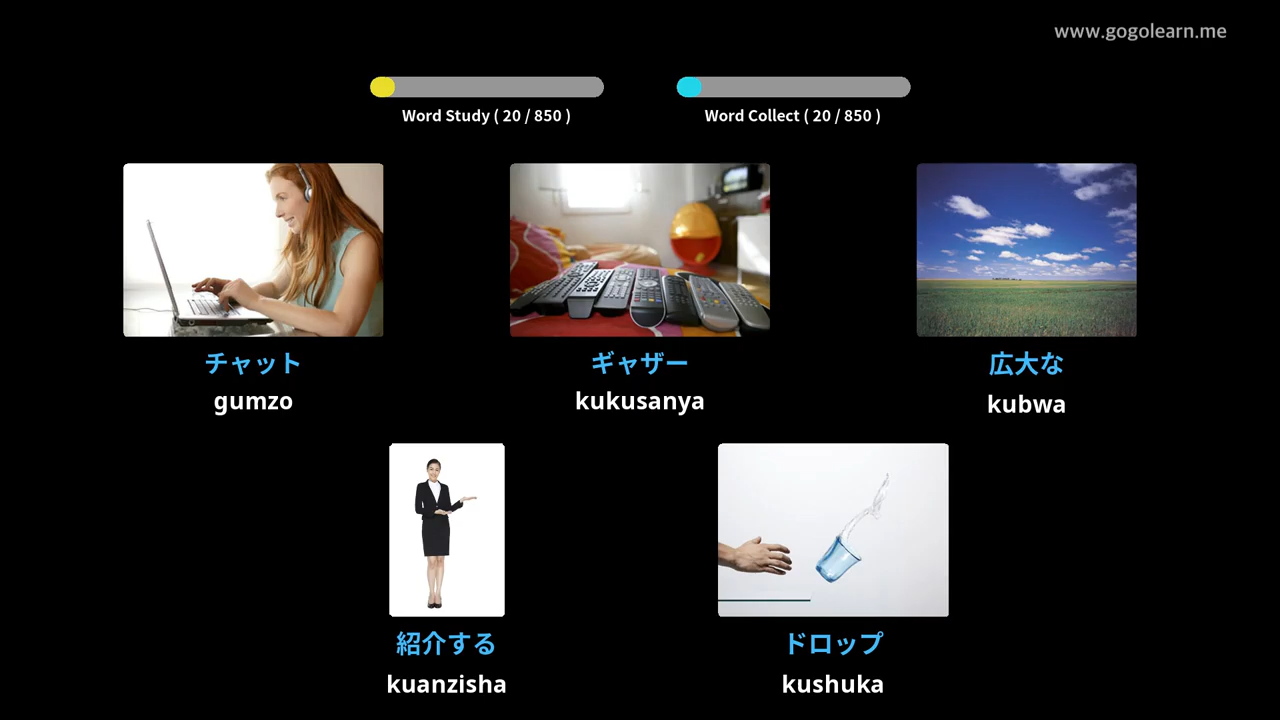 www.gogolearn.me
Word Study ( 20 / 850 )
Word Collect ( 20 / 850 )
チャット
gumzo
ギャザー
kukusanya
広大な
kubwa
紹介する
kuanzisha
ドロップ
kushuka